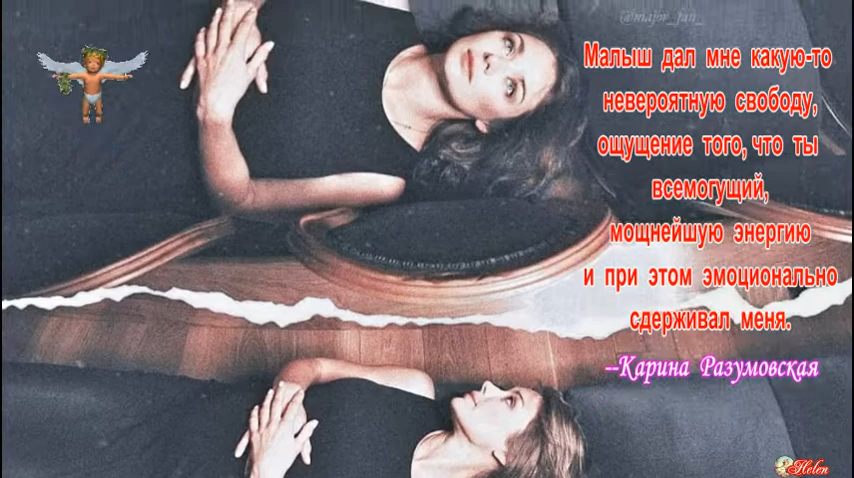 @major_fan_
Малыш дал мне какую-то
невероятную свободу,
ощущение того, что ты
всемогущий,
мощнейшую энергию
и при этом эмоционально
сдерживал меня.
--Карина Разумовская
Helen